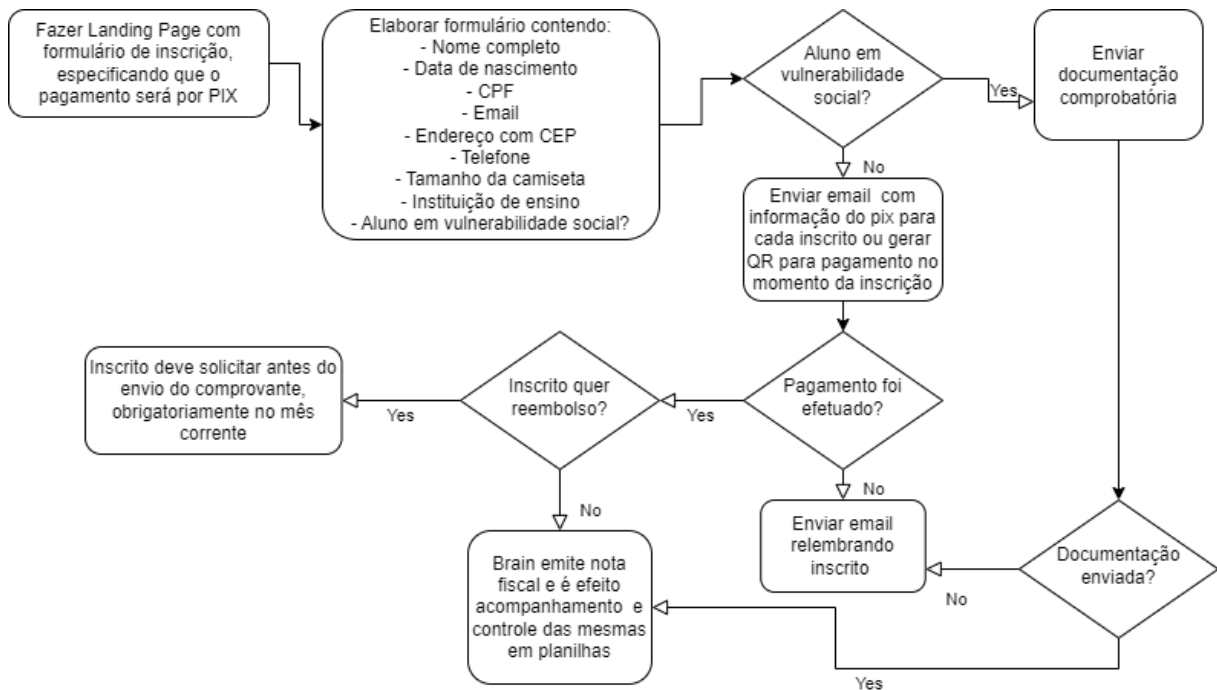 Fazer Landing Page com
formulário de inscrição,
especificando que o
pagamento será por PIX
Elaborar formulário contendo:
- Nome completo
- Data de nascimento
- CPF
- Email
- Endereço com CEP
- Telefone
- Tamanho da camiseta
- Instituição de ensino
- Aluno em vulnerabilidade social?
Aluno em
vulnerabilidade
social?
Yes
Enviar
documentação
comprobatória
No
Enviar email com
informação do pix para
cada inscrito ou gerar
QR para pagamento no
momento da inscrição
Pagamento foi
efetuado?
Yes
Inscrito quer
reembolso?
Yes
Inscrito deve solicitar antes do
envio do comprovante,
obrigatoriamente no mês
corrente
No
Brain emite nota
fiscal e é efeito
acompanhamento e
controle das mesmas
em planilhas
No
Enviar email
relembrando
inscrito
Documentação
enviada?
No
Yes